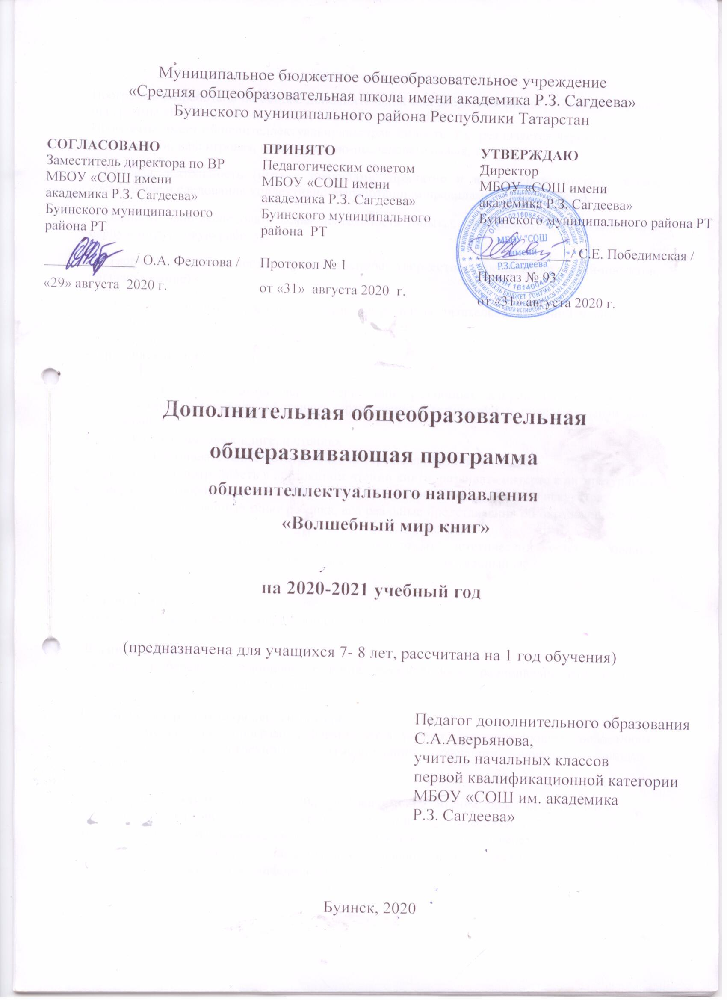 Муниципальное бюджетное общеобразовательное учреждение
«Средняя общеобразовательная школа имени академика Р.З. Сагдеева»
Буинского муниципального района Республики Татарстан
СОГЛАСОВАНО
Заместитель директора по ВР
МБОУ «СОШ имени
академика Р.З. Сагдеева»
Буинского муниципального
района РТ
/ О.А. Федотова /
«29» августа 2020 г.
ПРИНЯТО
Педагогическим советом
МБОУ «СОШ имени
академика Р.З. Сагдеева»
Буинского муниципального
района РТ
Протокол № 1
от «31» августа 2020 г.
УТВЕРЖДАЮ
Директор
МБОУ «СОШ имени
академика Р.З. Сагдеева»
Буинского муниципального района РТ
/ С.Е. Победимская /
Приказ № 93
от «31» августа 2020 г.
МБОУ "СОШ
имени
Р.З.Сагдеева"
Дополнительная общеобразовательная
общеразвивающая программа
общеинтеллектуального направления
«Волшебный мир книг»
на 2020-2021 учебный год
(предназначена для учащихся 7- 8 лет, рассчитана на 1 год обучения)
Педагог дополнительного образования
С.А.Аверьянова,
учитель начальных классов
первой квалификационной категории
МБОУ «СОШ им. академика
Р.З. Сагдеева»
Буинск, 2020